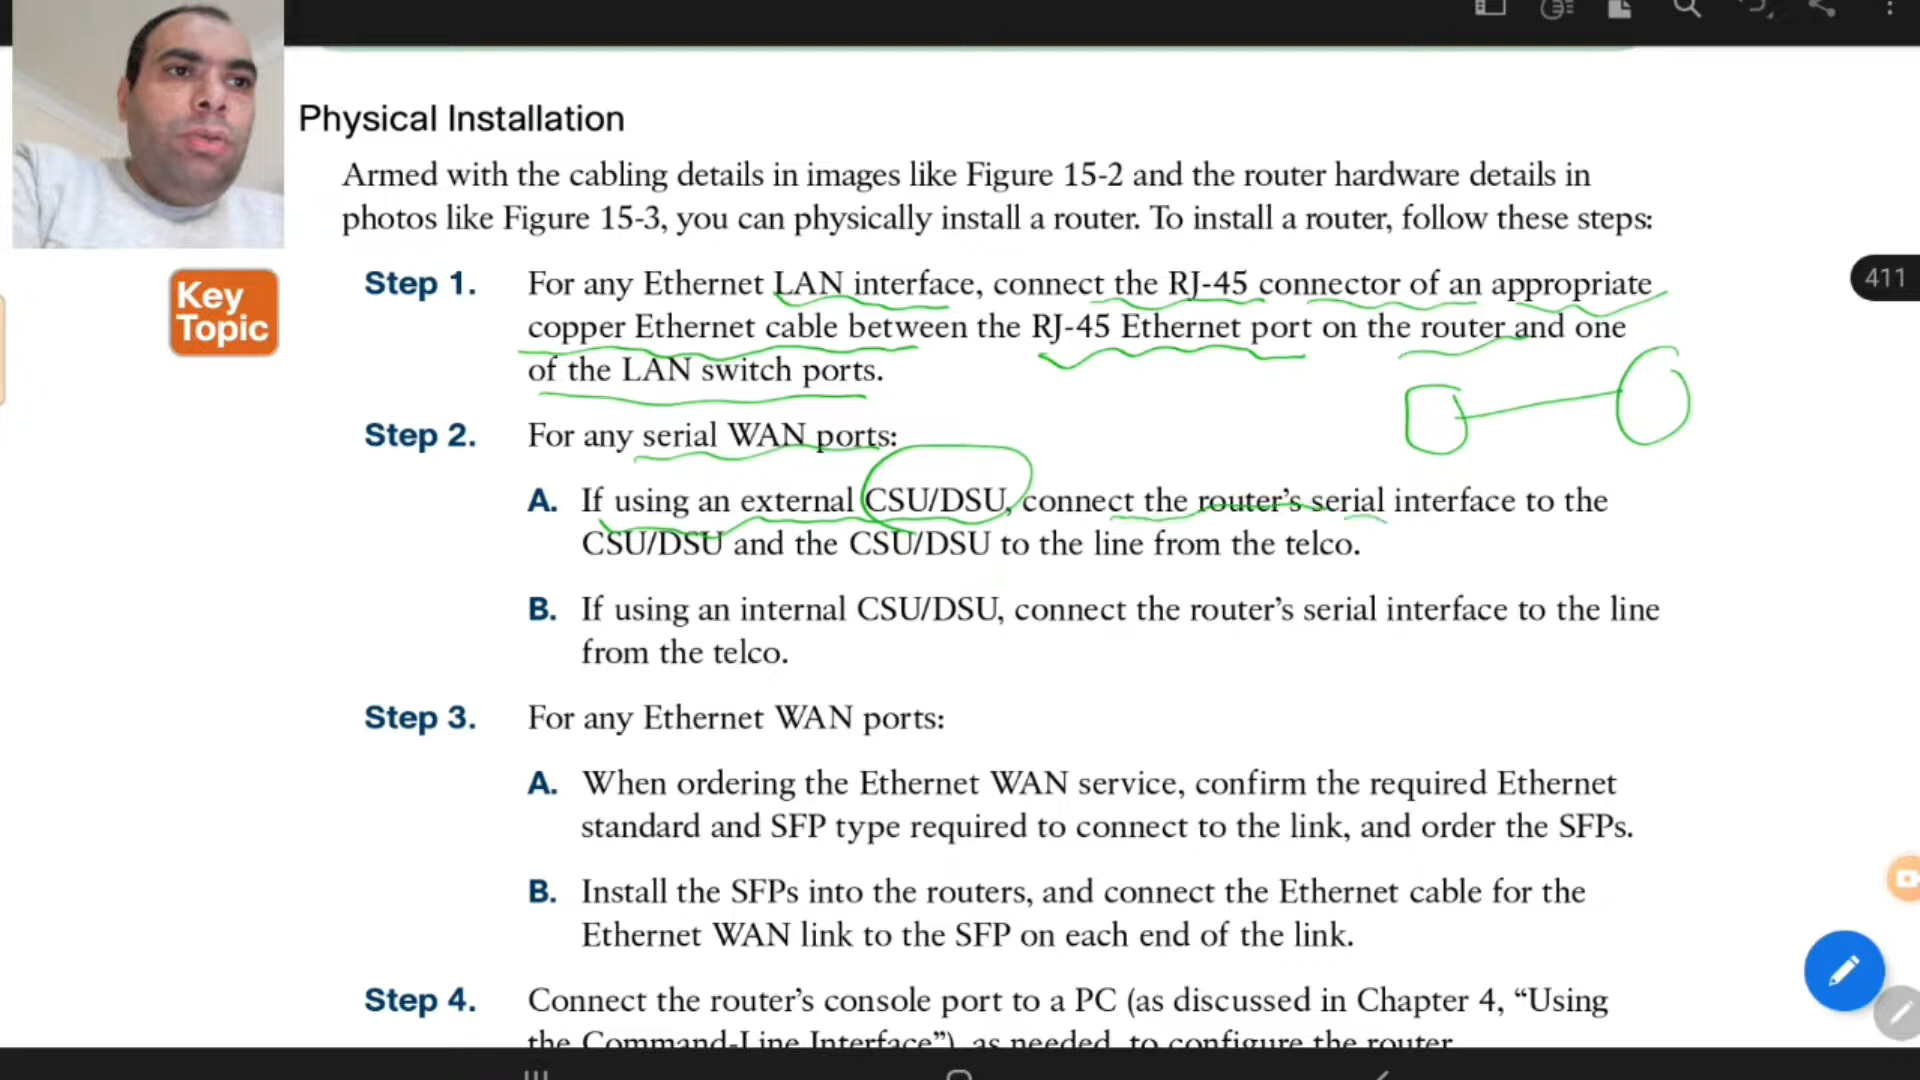 Physical Installation
Armed with the cabling details in images like Figure 15-2 and the router hardware details in
photos like Figure 15-3, you can physically install a router. To install a router, follow these steps:
Key
Topic
Step 1. For any Ethernet LAN interface, connect the RJ-45 connector of an appropriate
copper Ethernet cable between the RJ-45 Ethernet port on the router and one
of the LAN switch ports.
411
Step 2. For any serial WAN ports:
A. If using an external CSU/DSU, connect the router’s serial interface to the
CSU/DSU and the CSU/DSU to the line from the telco.
B. If using an internal CSU/DSU, connect the router’s serial interface to the line
from the telco.
Step 3. For any Ethernet WAN ports:
A. When ordering the Ethernet WAN service, confirm the required Ethernet
standard and SFP type required to connect to the link, and order the SFPs.
B. Install the SFPs into the routers, and connect the Ethernet cable for the
Ethernet WAN link to the SFP on each end of the link.
Step 4. Connect the router’s console port to a PC (as discussed in Chapter 4, “Using
the Command-Line Interface”), as needed, to configure the router.